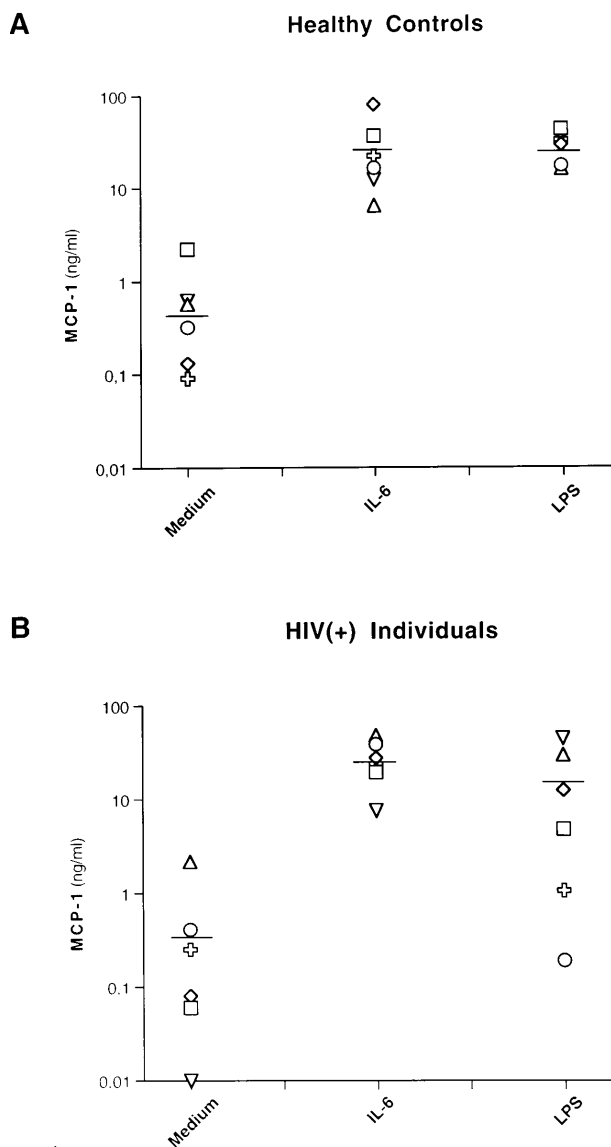 A
Healthy Controls
100
10
1
0,1
0,01
MCP-1 (ng/ml)
Medium
IL-6
LPS
B
HIV(+) Individuals
100
10
1
0.1
0.01
MCP-1 (ng/ml)
Medium
IL-6
LPS